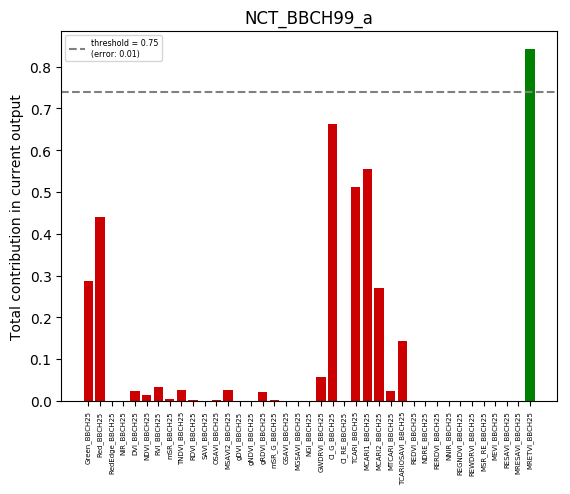 NCT_BBCH99_a
threshold = 0.75
(error: 0.01)
Total contribution in current output
0.8
0.7
0.6
0.5
0.4
0.3
0.2
0.1
0.0
Green_BBCH25
Red_BBCH25
RedEdge_BBCH25
NIR_BBCH25
DVI_BBCH25
NDVI_BBCH25
RVI_BBCH25
mSR_BBCH25
TNDVI_BBCH25
RDVI_BBCH25
SAVI_BBCH25
OSAVI_BBCH25
MSAVI2_BBCH25
gDVI_BBCH25
gNDVI_BBCH25
gRDVI_BBCH25
mSR_G_BBCH25
GSAVI_BBCH25
MGSAVI_BBCH25
NGI_BBCH25
GWDRVI_BBCH25
CI_G_BBCH25
CI_RE_BBCH25
TCARI_BBCH25
MCARI1_BBCH25
MCARI2_BBCH25
MTCARI_BBCH25
TCARIOSAVI_BBCH25
REDVI_BBCH25
NDRE_BBCH25
RERDVI_BBCH25
NNIR_BBCH25
REGNDVI_BBCH25
REWDRVI_BBCH25
MSR_RE_BBCH25
MEVI_BBCH25
RESAVI_BBCH25
MRESAVI_BBCH25
MRETVI_BBCH25